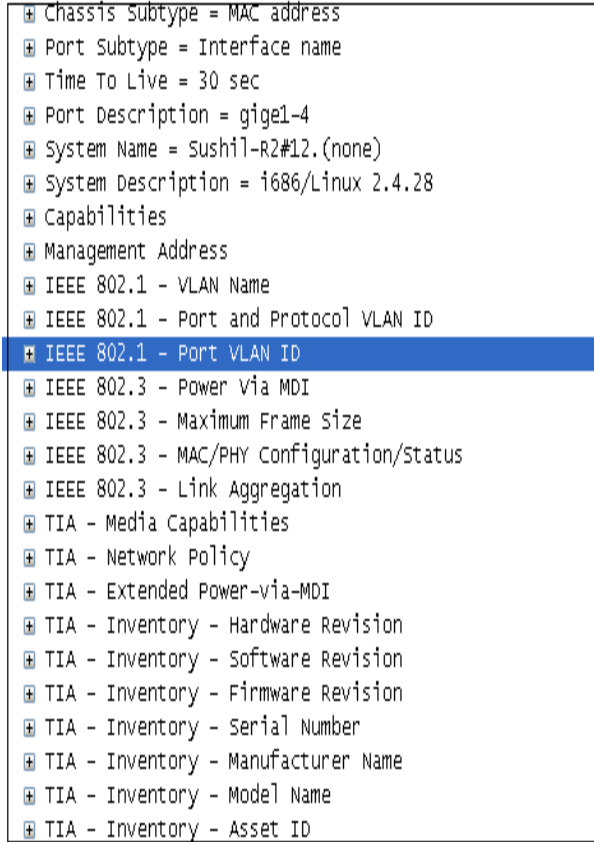 Chassis Subtype = MAC address
Port Subtype = Interface name
Time To Live = 30 sec
Port Description = gige1-4
System Name = Sushil-R2#12.(none)
System Description = i686/Linux 2.4.28
Capabilities
Management Address
IEEE 802.1 - VLAN Name
IEEE 802.1 - Port and Protocol VLAN ID
IEEE 802.1 - Port VLAN ID
IEEE 802.3 - Power Via MDI
IEEE 802.3 - Maximum Frame Size
IEEE 802.3 - MAC/PHY Configuration/Status
IEEE 802.3 - Link Aggregation
TIA - Media Capabilities
TIA - Network Policy
TIA - Extended Power-via-MDI
TIA - Inventory - Hardware Revision
TIA - Inventory - Software Revision
TIA - Inventory - Firmware Revision
TIA - Inventory - Serial Number
TIA - Inventory - Manufacturer Name
TIA - Inventory - Model Name
TIA - Inventory - Asset ID